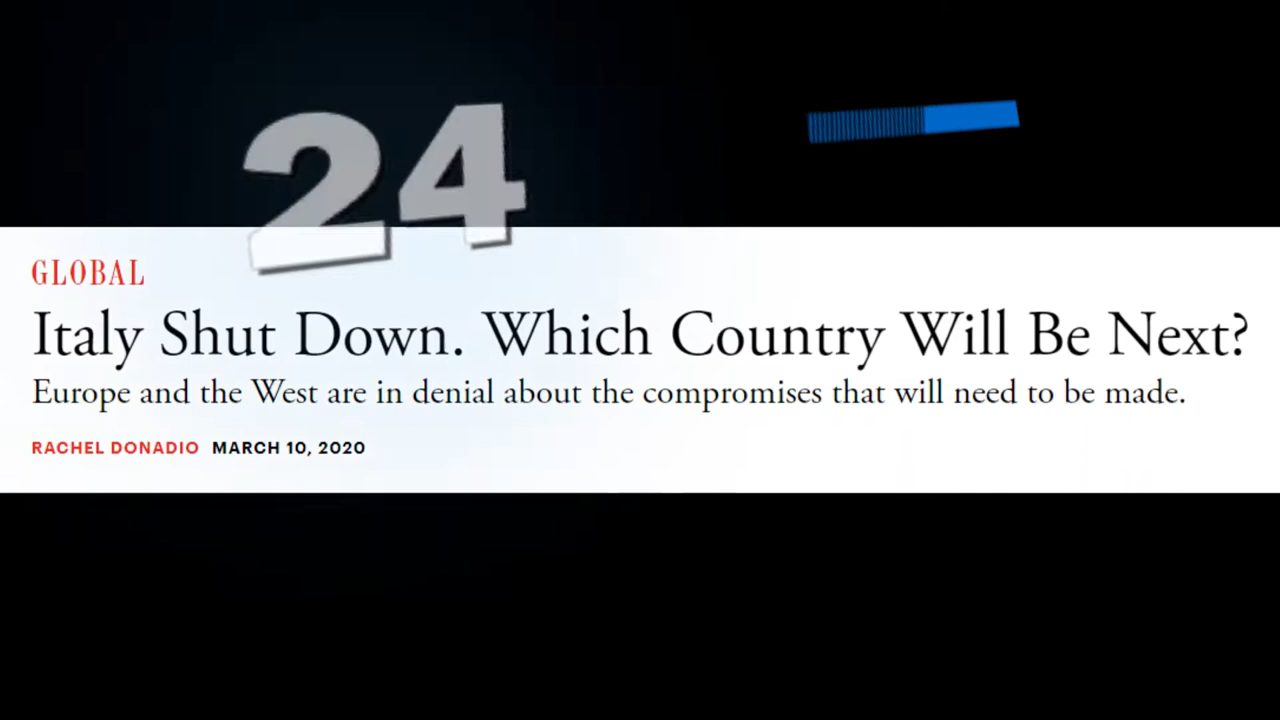 24
GLOBAL
Italy Shut Down. Which Country Will Be Next?
Europe and the West are in denial about the compromises that will need to be made.
RACHEL DONADIO MARCH 10, 2020